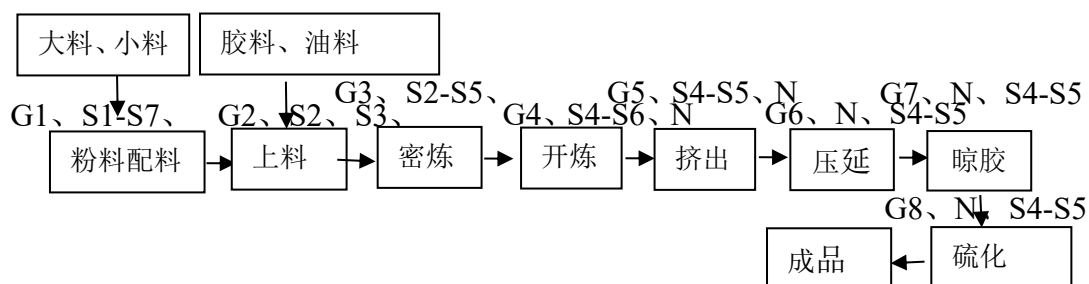 大料、小料 胶料、油料
G3、S2-S5、 G5、S4-S5、N G7、N、S4-S5
G1、S1-S7、 G2、S2、S3、 G4、S4-S6、N G6、N、S4-S5
粉料配料 上料 密炼 开炼 挤出 压延 晾胶
G8、N、S4-S5
成品 硫化